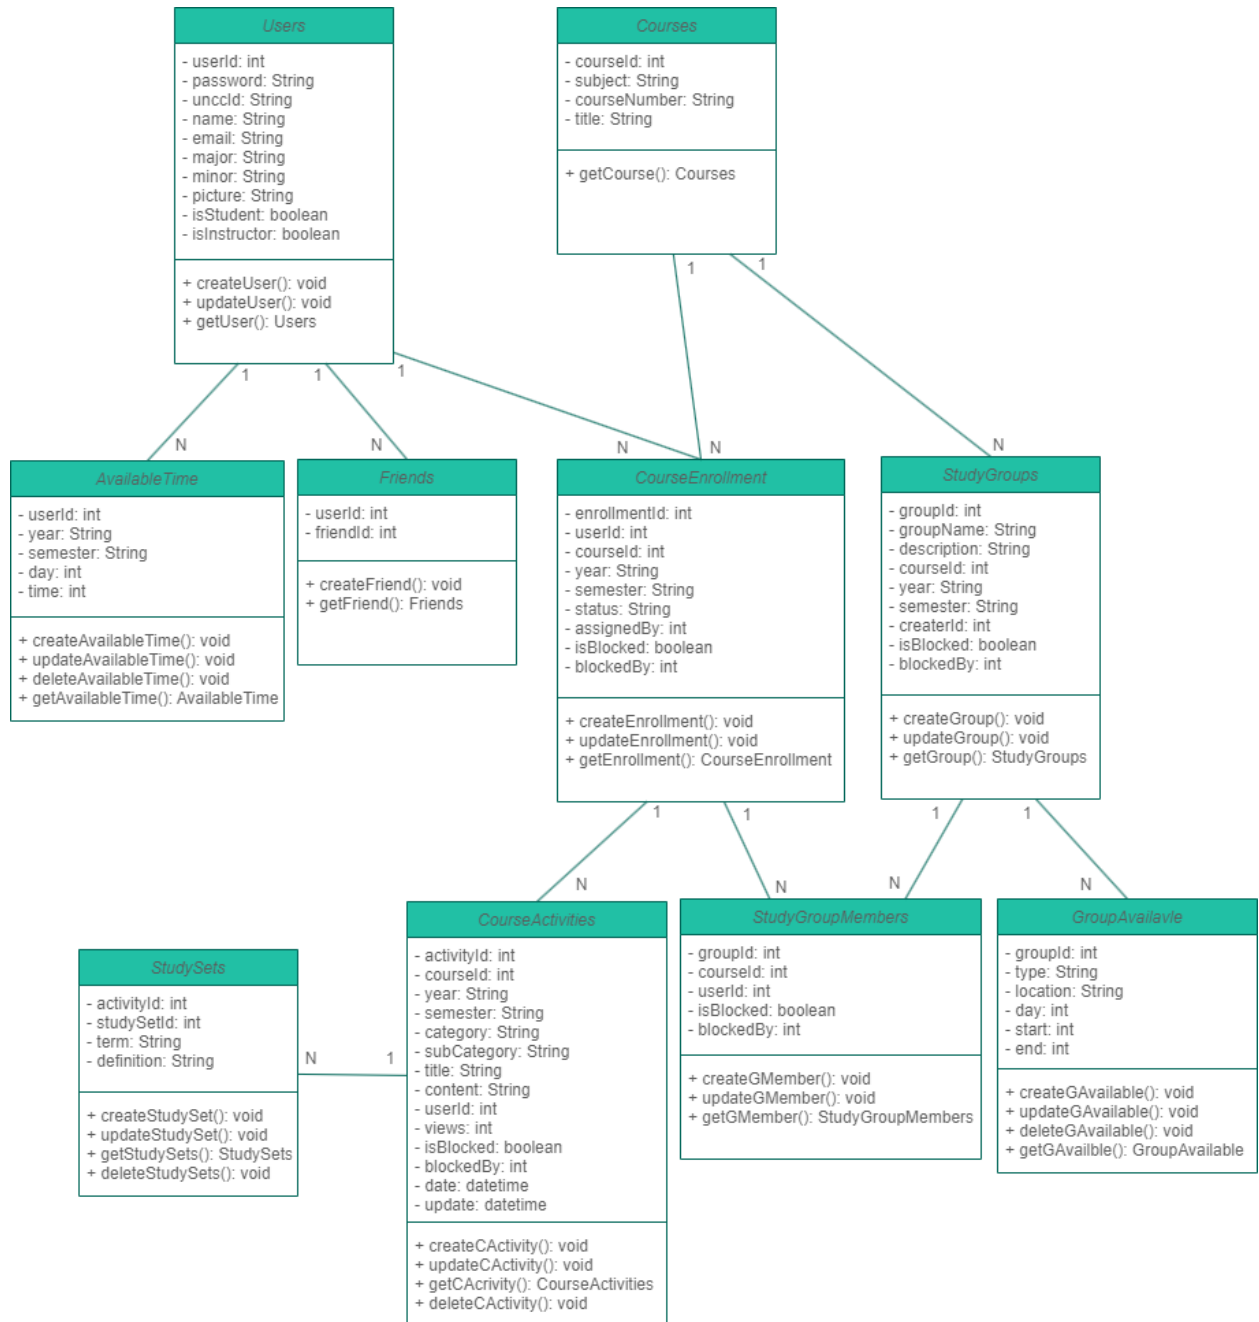 Users
- userId: int
- password: String
- unccId: String
- name: String
- email: String
- major: String
- minor: String
- picture: String
- isStudent: boolean
- isInstructor: boolean
+ createUser(): void
+ updateUser(): void
+ getUser(): Users
Courses
- courseId: int
- subject: String
- courseNumber: String
- title: String
+ getCourse(): Courses
1
1
1
1
1
N
N
N
N
N
AvailableTime
- userId: int
- year: String
- semester: String
- day: int
- time: int
+ createAvailableTime(): void
+ updateAvailableTime(): void
+ deleteAvailableTime(): void
+ getAvailableTime(): AvailableTime
Friends
- userId: int
- friendId: int
+ createFriend(): void
+ getFriend(): Friends
CourseEnrollment
- enrollmentId: int
- userId: int
- courseId: int
- year: String
- semester: String
- status: String
- assignedBy: int
- isBlocked: boolean
- blockedBy: int
+ createEnrollment(): void
+ updateEnrollment(): void
+ getEnrollment(): CourseEnrollment
StudyGroups
- groupId: int
- groupName: String
- description: String
- courseId: int
- year: String
- semester: String
- createrId: int
- isBlocked: boolean
- blockedBy: int
+ createGroup(): void
+ updateGroup(): void
+ getGroup(): StudyGroups
1
1
1
1
N
N
N
N
StudySets
- activityId: int
- studySetId: int
- term: String
- definition: String
+ createStudySet(): void
+ updateStudySet(): void
+ getStudySets(): StudySets
+ deleteStudySets(): void
N
1
CourseActivities
- activityId: int
- courseId: int
- year: String
- semester: String
- category: String
- subCategory: String
- title: String
- content: String
- userId: int
- views: int
- isBlocked: boolean
- blockedBy: int
- date: datetime
- update: datetime
+ createCActivity(): void
+ updateCActivity(): void
+ getCAcrivity(): CourseActivities
+ deleteCActivity(): void
StudyGroupMembers
- groupId: int
- courseId: int
- userId: int
- isBlocked: boolean
- blockedBy: int
+ createGMember(): void
+ updateGMember(): void
+ getGMember(): StudyGroupMembers
GroupAvailavle
- groupId: int
- type: String
- location: String
- day: int
- start: int
- end: int
+ createGAvailable(): void
+ updateGAvailable(): void
+ deleteGAvailable(): void
+ getGAvailble(): GroupAvailable